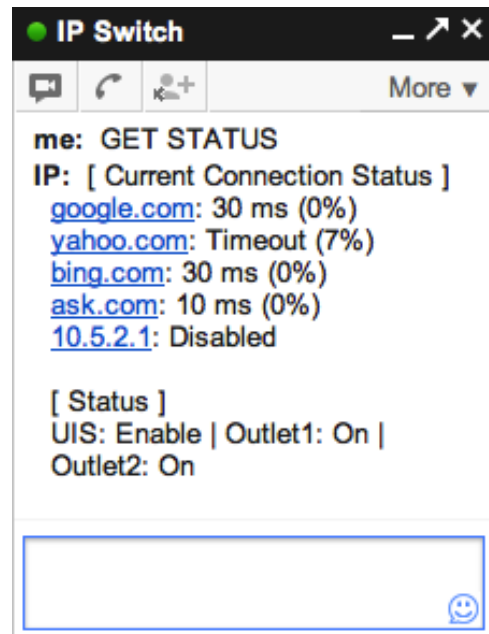 IP Switch
More
me: GET STATUS
IP: [ Current Connection Status ]
google.com: 30 ms (0%)
yahoo.com: Timeout (7%)
bing.com: 30 ms (0%)
ask.com: 10 ms (0%)
10.5.2.1: Disabled
[ Status ]
UIS: Enable | Outlet1: On |
Outlet2: On